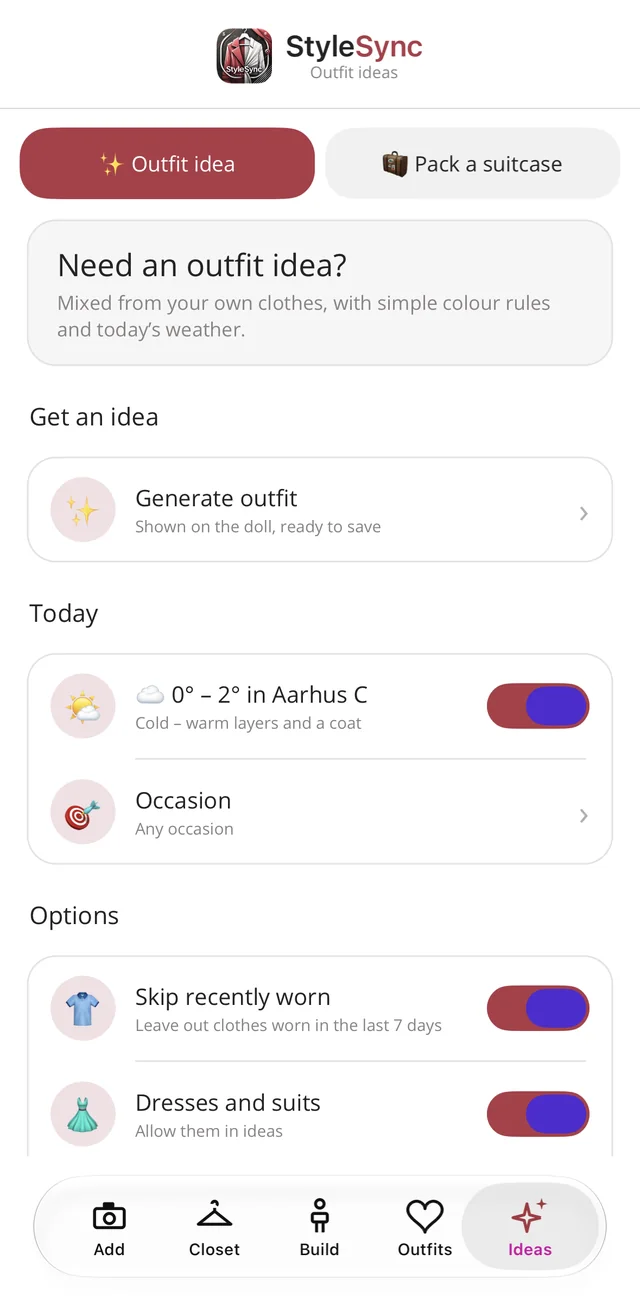 StyleSync
StyleSync
Outfit ideas
✨ Outfit idea
🧳 Pack a suitcase
Need an outfit idea?
Mixed from your own clothes, with simple colour rules
and today’s weather.
Get an idea
Generate outfit
Shown on the doll, ready to save
Today
☁️ 0° – 2° in Aarhus C
Cold – warm layers and a coat
Occasion
Any occasion
Options
Skip recently worn
Leave out clothes worn in the last 7 days
Dresses and suits
Allow them in ideas
Add
Closet
Build
Outfits
Ideas